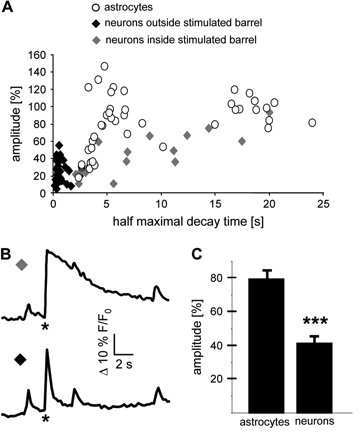 A
astrocytes
neurons outside stimulated barrel
neurons inside stimulated barrel
amplitude [%]
160
140
120
100
80
60
40
20
0
0 5 10 15 20 25
half maximal decay time [s]
B
*
Δ 10 % F/F0
2 s
*
C
amplitude [%]
80
60
40
20
***
astrocytes neurons